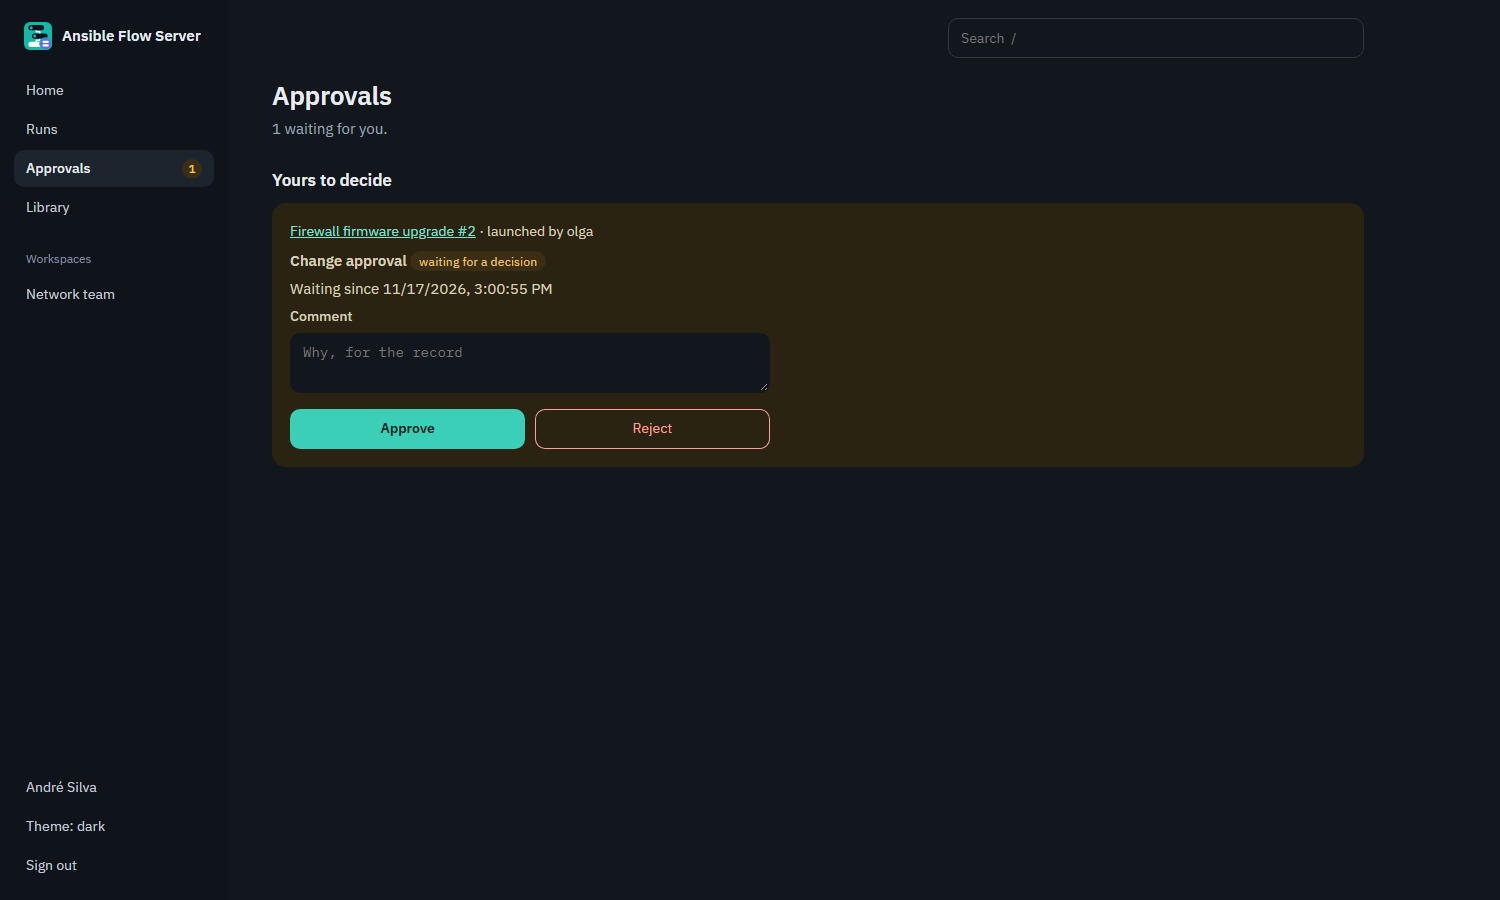 Ansible Flow Server
Search /
Home
Runs
Approvals 1
Library
Workspaces
Network team
André Silva
Theme: dark
Sign out
Approvals
1 waiting for you.
Yours to decide
Firewall firmware upgrade #2 · launched by olga
Change approval waiting for a decision
Waiting since 11/17/2026, 3:00:55 PM
Comment
Why, for the record
Approve
Reject